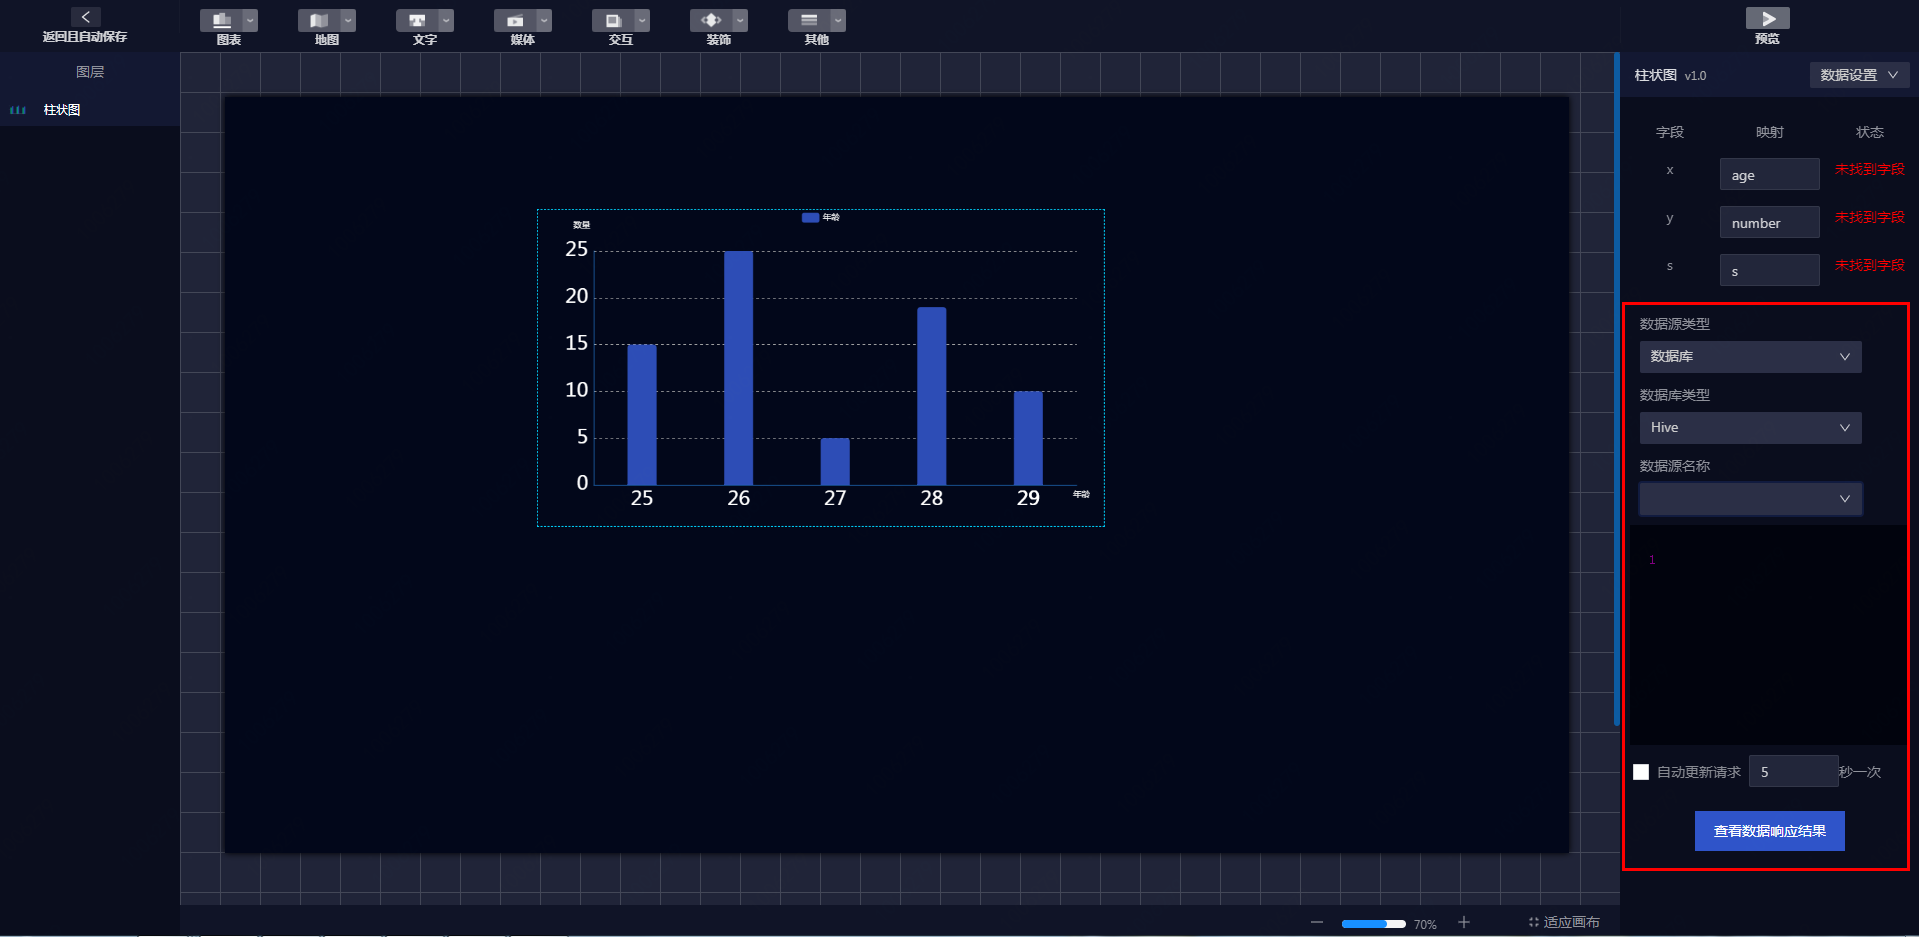 返回且自动保存
图表
地图
文字
媒体
交互
装饰
其他
预览
图层
柱状图
数量
年龄
25
20
15
10
5
0
25 26 27 28 29
年龄
柱状图 v1.0
数据设置
字段 映射 状态
x age 未找到字段
y number 未找到字段
s s 未找到字段
数据源类型
数据库
数据库类型
Hive
数据源名称
1
自动更新请求 5 秒一次
查看数据响应结果
70%
适应画布